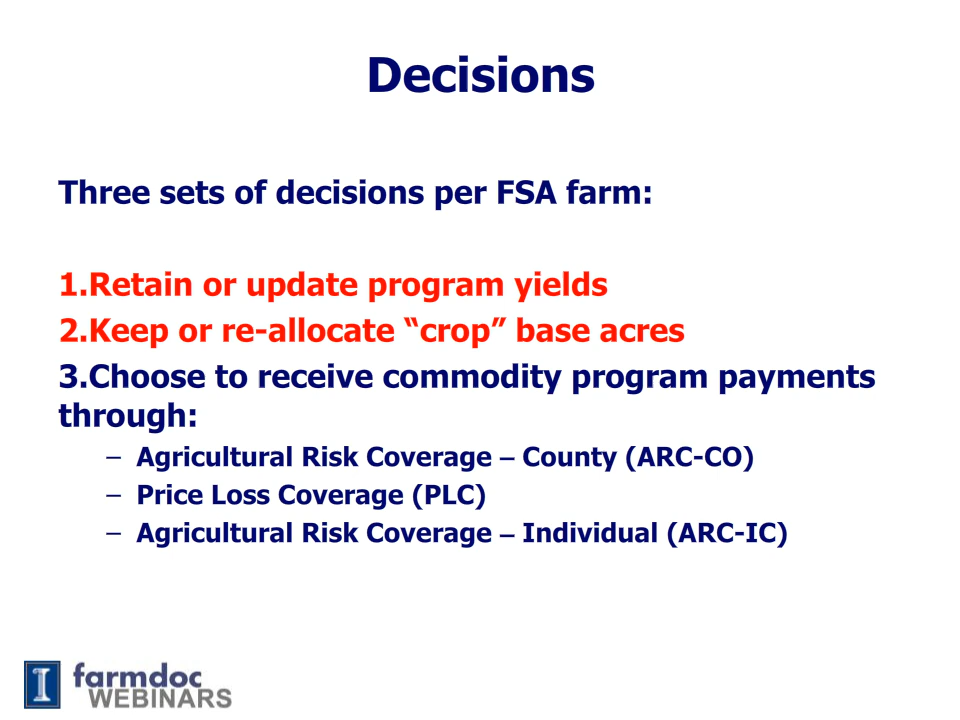 Decisions
Three sets of decisions per FSA farm:
1.Retain or update program yields
2.Keep or re-allocate “crop” base acres
3.Choose to receive commodity program payments
through:
– Agricultural Risk Coverage – County (ARC-CO)
– Price Loss Coverage (PLC)
– Agricultural Risk Coverage – Individual (ARC-IC)
I farmdoc
WEBINARS